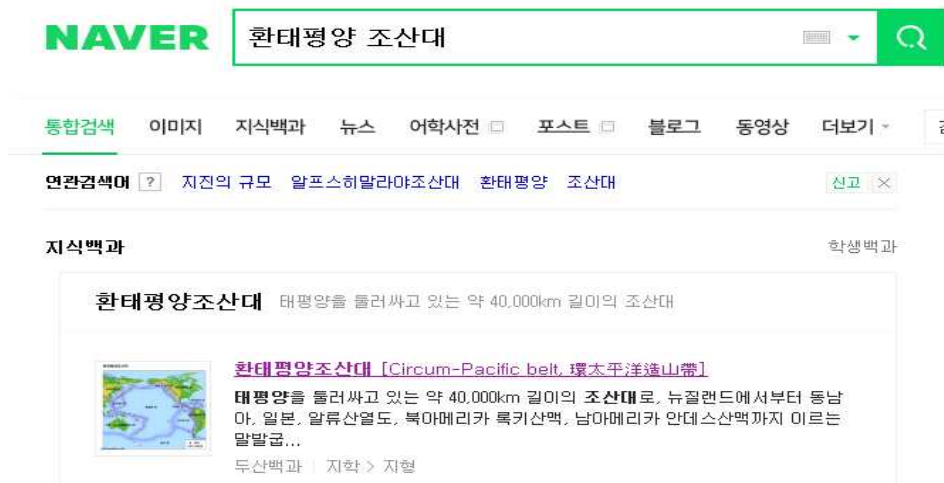 NAVER 환태평양 조산대
통합검색 이미지 지식백과 뉴스 어학사전 포스트 블로그 동영상 더보기
연관검색어 ? 지진의 규모 알프스히말라야조산대 환태평양 조산대 신고 ×
지식백과 학생백과
환태평양조산대 태평양을 둘러싸고 있는 약 40,000km 길이의 조산대
환태평양조산대 [Circum-Pacific belt, 環太平洋造山帶]
태평양을 둘러싸고 있는 약 40,000km 길이의 조산대로, 뉴질랜드에서부터 동남
아, 일본, 알류산열도, 북아메리카 록키산맥, 남아메리카 안데스산맥까지 이르는
말발굽...
두산백과 지학 > 지형